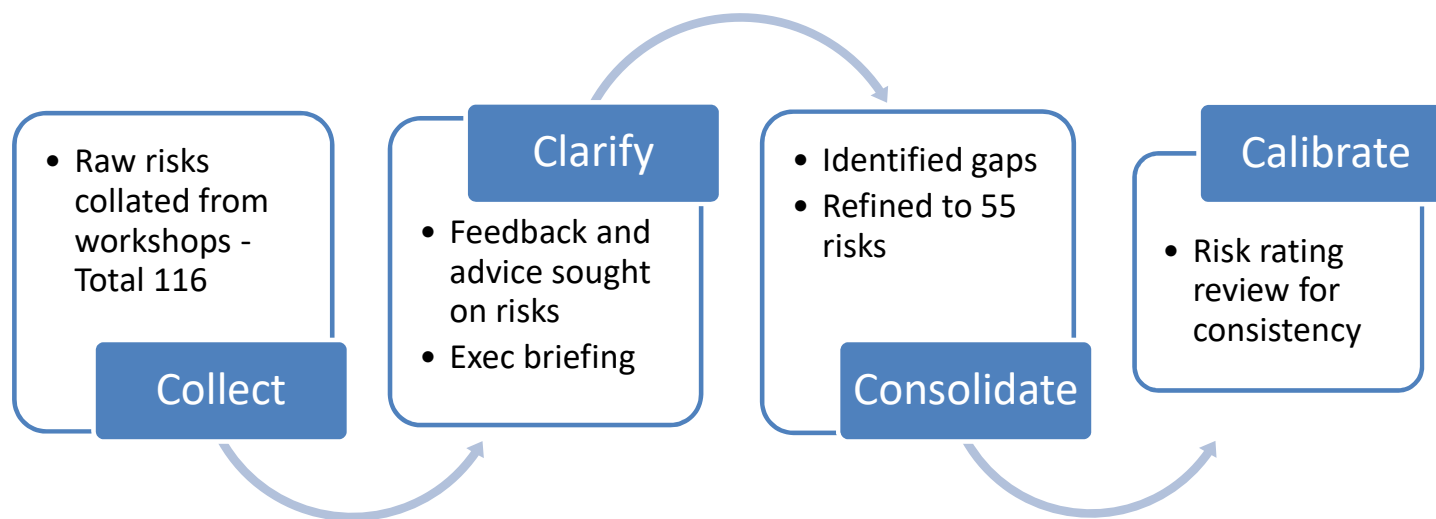 • Raw risks
collated from
workshops -
Total 116
Collect
Clarify
• Feedback and
advice sought
on risks
• Exec briefing
• Identified gaps
• Refined to 55
risks
Consolidate
Calibrate
• Risk rating
review for
consistency